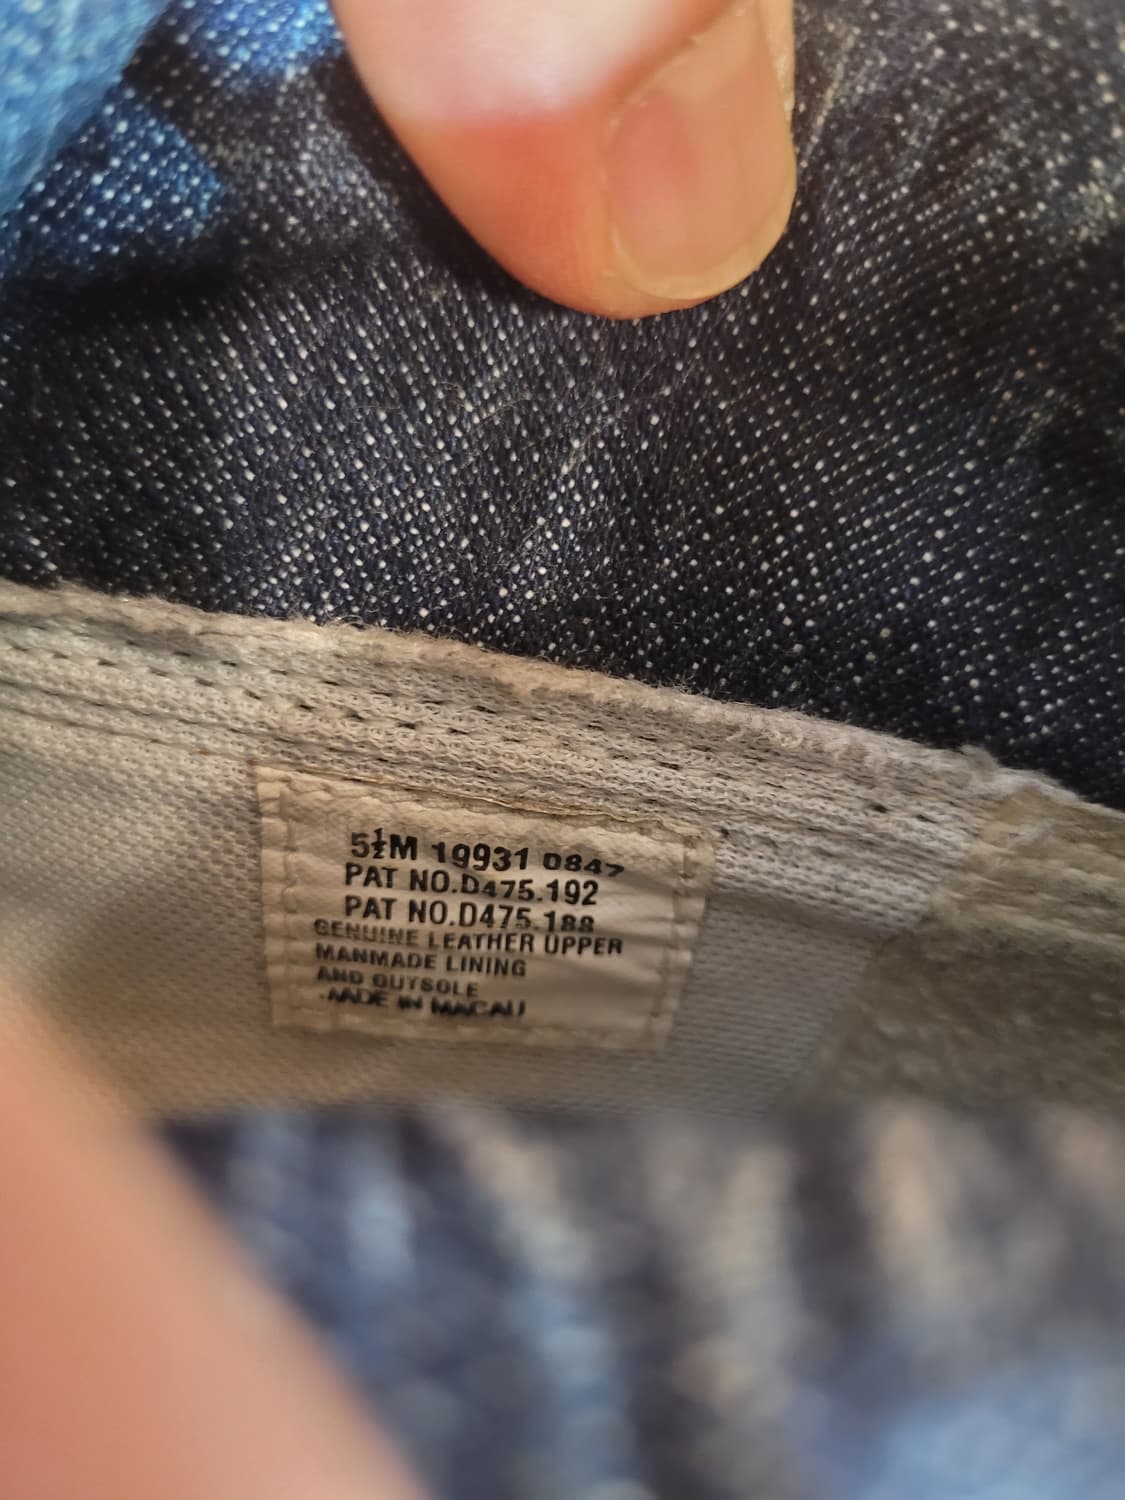 5½M 19931 0847
PAT NO.D475.192
PAT NO.D475.188
GENUINE LEATHER UPPER
MANMADE LINING
AND OUTSOLE
MADE IN MACAU